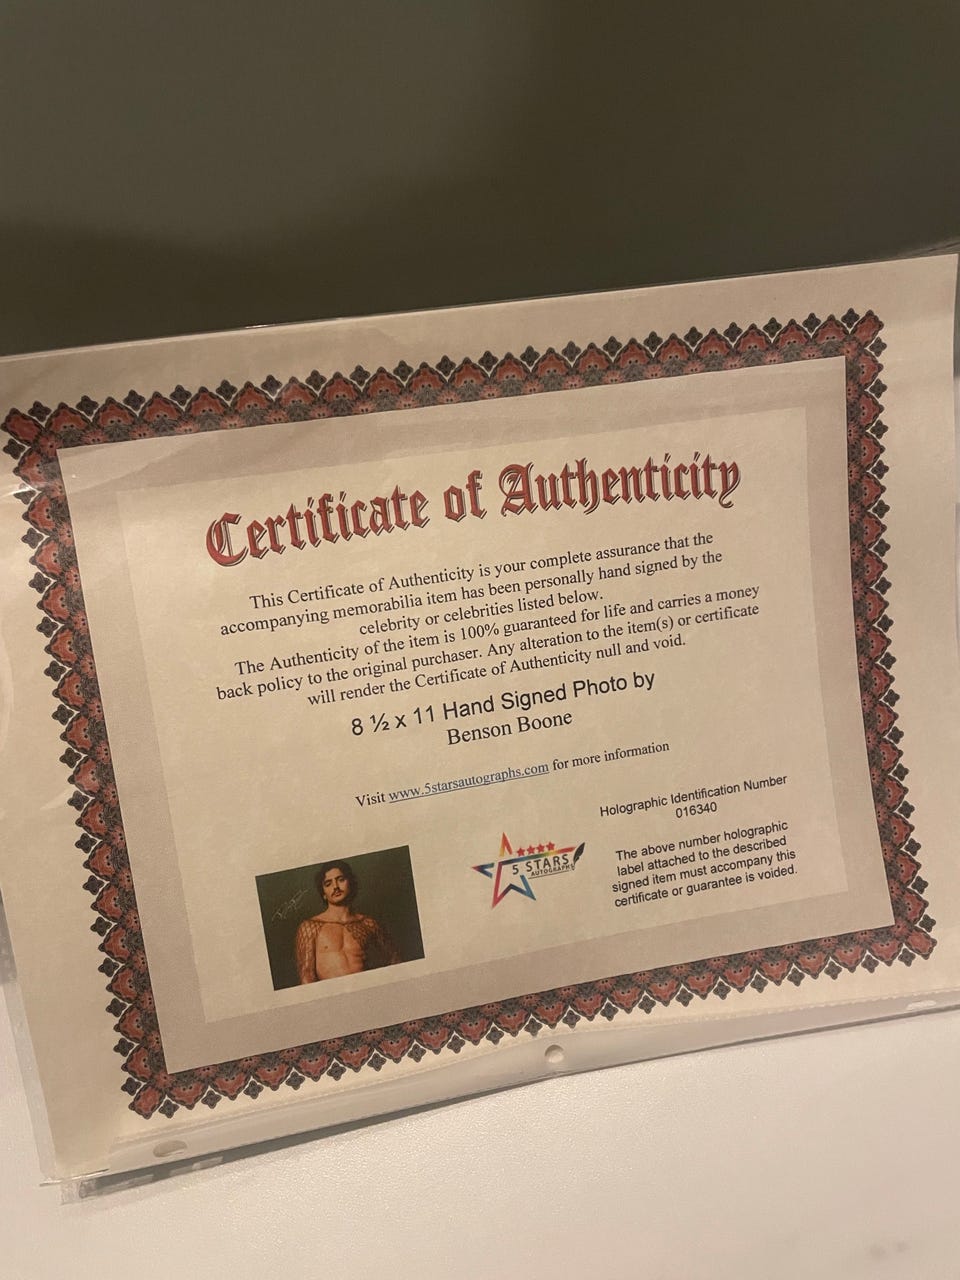 Certificate of Authenticity
This Certificate of Authenticity is your complete assurance that the
accompanying memorabilia item has been personally hand signed by the
celebrity or celebrities listed below.
The Authenticity of the item is 100% guaranteed for life and carries a money
back policy to the original purchaser. Any alteration to the item(s) or certificate
will render the Certificate of Authenticity null and void.
8 ½ x 11 Hand Signed Photo by
Benson Boone
Visit www.5starsautographs.com for more information
Holographic Identification Number
016340
The above number holographic
label attached to the described
signed item must accompany this
certificate or guarantee is voided.
5 STARS
AUTOGRAPHS